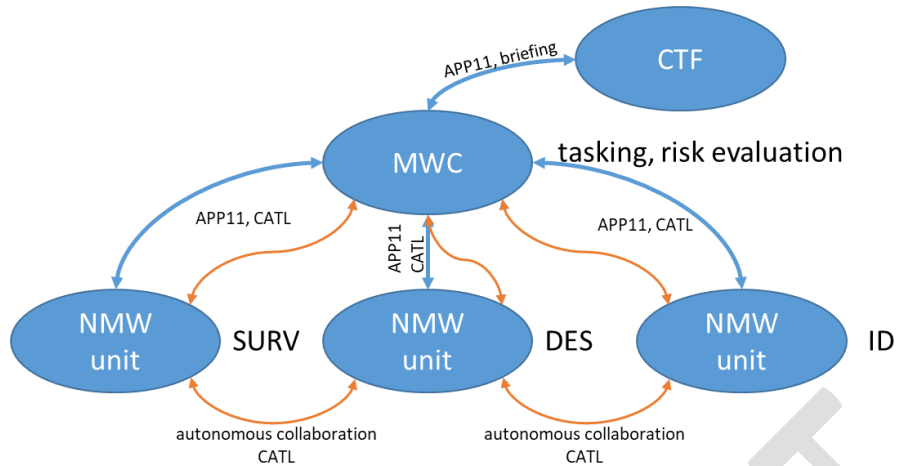 APP11, briefing
CTF
MWC
tasking, risk evaluation
APP11, CATL
APP11
CATL
APP11, CATL
NMW
unit
SURV
NMW
unit
DES
NMW
unit
ID
autonomous collaboration
CATL
autonomous collaboration
CATL